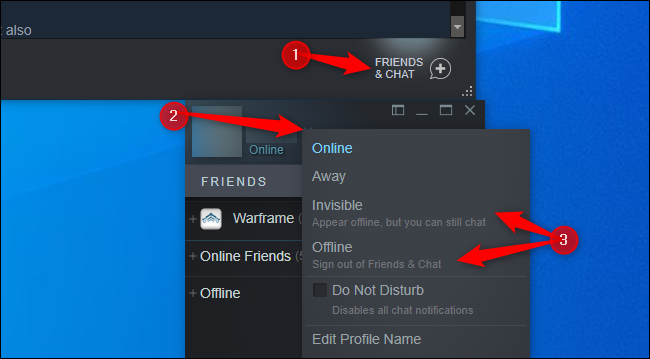 also
1
FRIENDS
& CHAT
2
Online
Online
Away
FRIENDS
Invisible
Appear offline, but you can still chat
Warframe (
3
Offline
Sign out of Friends & Chat
Online Friends (5
Do Not Disturb
Offline
Disables all chat notifications
Edit Profile Name